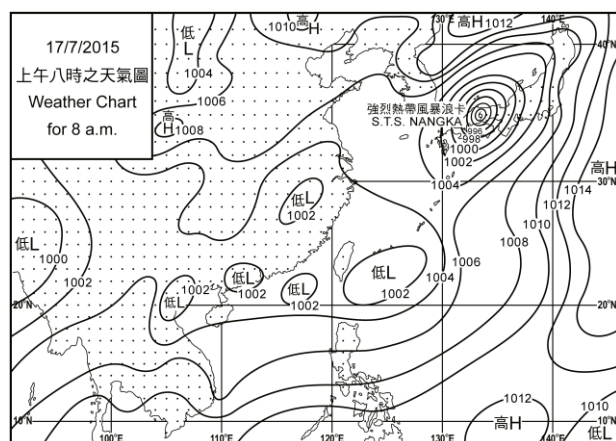 17/7/2015
上午八時之天氣圖
Weather Chart
for 8 a.m.
低L
1004
1006
高H
1008
1010
高H
130°E
高H
1012
140°E
40°N
強烈熱帶風暴浪卡
S.T.S. NANGKA
996
998
1000
1002
1004
高H
30°N
1014
1012
1010
1008
1006
1004
低L
1002
低L
1000
1002
1002
低L
低L
1002
低L
1002
低L
1002
20°N
20°N
10°N
100°E
110°E
120°E
130°E
140°E
1012
高H
1010
10°N
低L